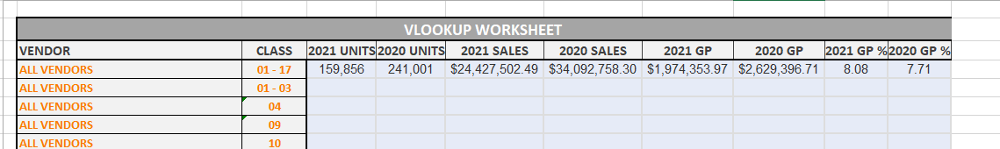 VLOOKUP WORKSHEET
VENDOR CLASS 2021 UNITS 2020 UNITS 2021 SALES 2020 SALES 2021 GP 2020 GP 2021 GP % 2020 GP %
ALL VENDORS 01 - 17 159,856 241,001 $24,427,502.49 $34,092,758.30 $1,974,353.97 $2,629,396.71 8.08 7.71
ALL VENDORS 01 - 03
ALL VENDORS 04
ALL VENDORS 09
ALL VENDORS 10